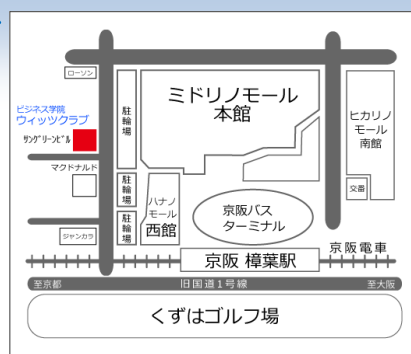 ローソン
ビジネス学院
ウィッツクラブ
サングリーンビル
マクドナルド
ジャンカラ
駐輪場
駐輪場
駐輪場
ミドリノモール
本館
ハナノ
モール
西館
京阪バス
ターミナル
ヒカリノ
モール
南館
交番
京阪電車
京阪 樟葉駅
至京都
旧国道1号線
至大阪
くずはゴルフ場